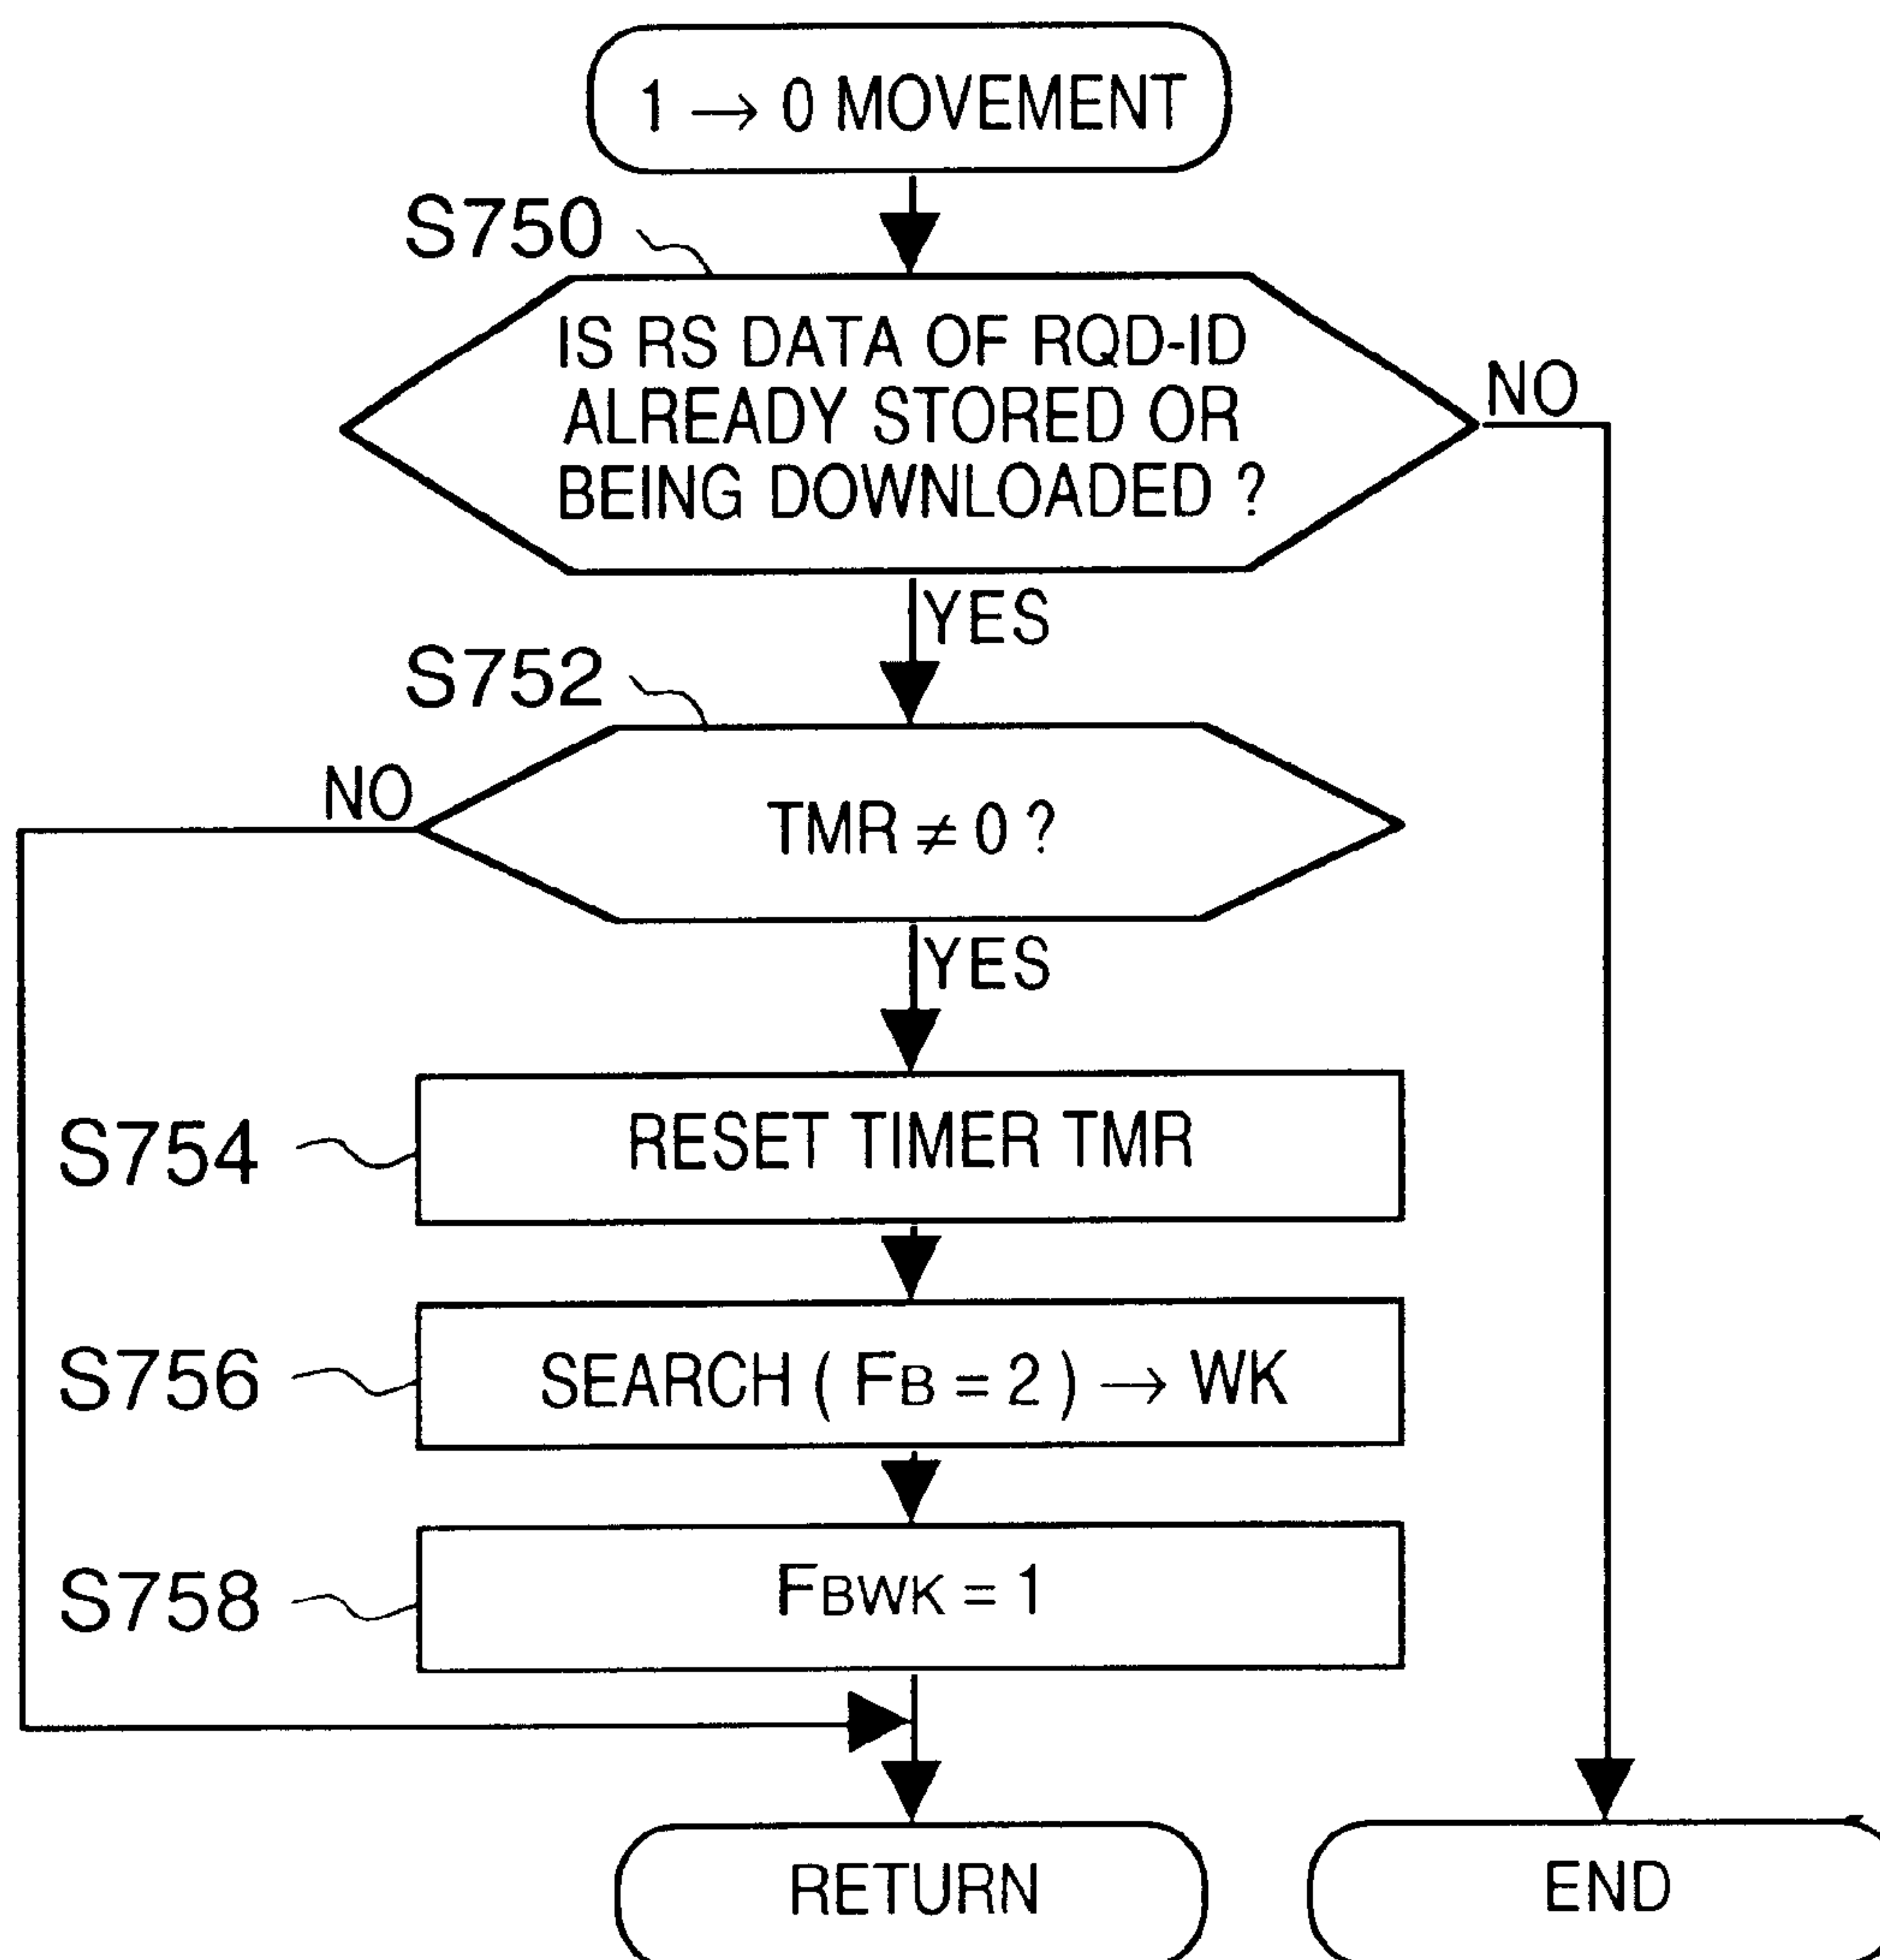 1 → 0 MOVEMENT
S750
IS RS DATA OF RQD-ID
ALREADY STORED OR
BEING DOWNLOADED ?
NO
YES
S752
NO
TMR ≠ 0 ?
YES
S754
RESET TIMER TMR
S756
SEARCH ( FB = 2 ) → WK
S758
FBWK = 1
RETURN
END